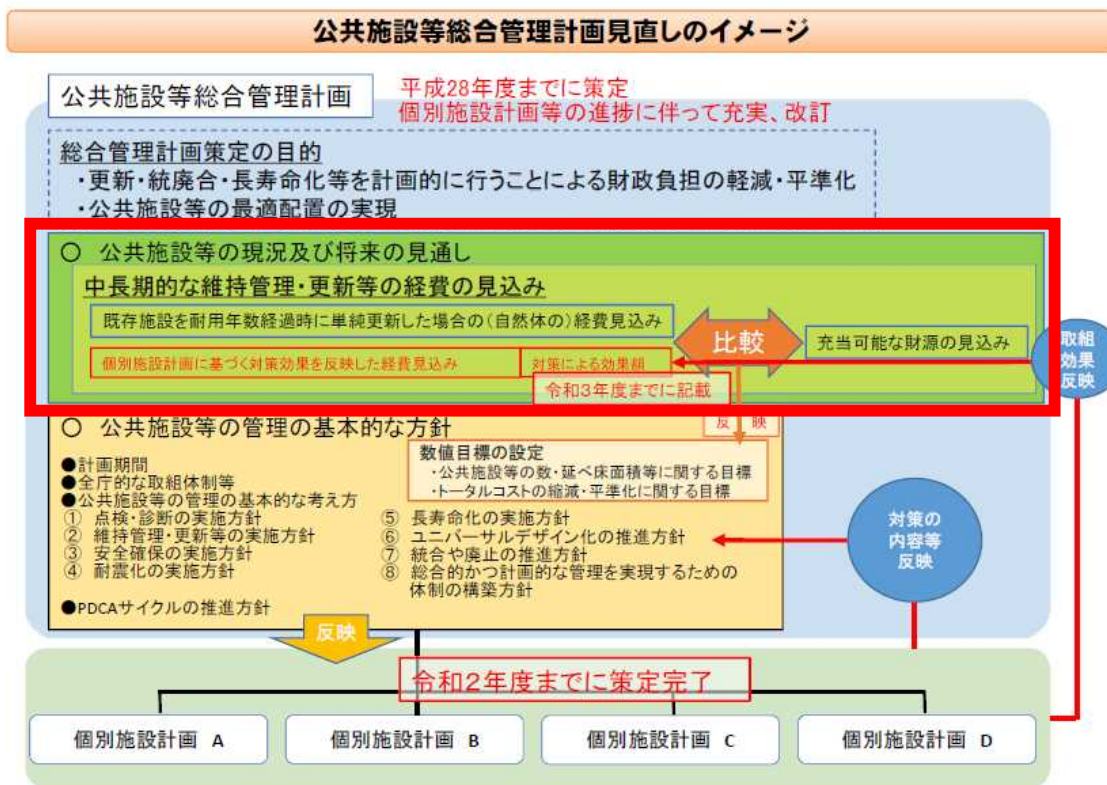 公共施設等総合管理計画見直しのイメージ
公共施設等総合管理計画
平成28年度までに策定
個別施設計画等の進捗に伴って充実、改訂
総合管理計画策定の目的
・更新・統廃合・長寿命化等を計画的に行うことによる財政負担の軽減・平準化
・公共施設等の最適配置の実現
○ 公共施設等の現況及び将来の見通し
中長期的な維持管理・更新等の経費の見込み
既存施設を耐用年数経過時に単純更新した場合の(自然体の)経費見込み
比較
充当可能な財源の見込み
個別施設計画に基づく対策効果を反映した経費見込み
対策による効果額
令和3年度までに記載
取組
効果
反映
○ 公共施設等の管理の基本的な方針
反 映
数値目標の設定
・公共施設等の数・延べ床面積等に関する目標
・トータルコストの縮減・平準化に関する目標
●計画期間
●全庁的な取組体制等
●公共施設等の管理の基本的な考え方
① 点検・診断の実施方針
② 維持管理・更新等の実施方針
③ 安全確保の実施方針
④ 耐震化の実施方針
⑤ 長寿命化の実施方針
⑥ ユニバーサルデザイン化の推進方針
⑦ 統合や廃止の推進方針
⑧ 総合的かつ計画的な管理を実現するための
体制の構築方針
●PDCAサイクルの推進方針
対策の
内容等
反映
反映
令和2年度までに策定完了
個別施設計画 A
個別施設計画 B
個別施設計画 C
個別施設計画 D